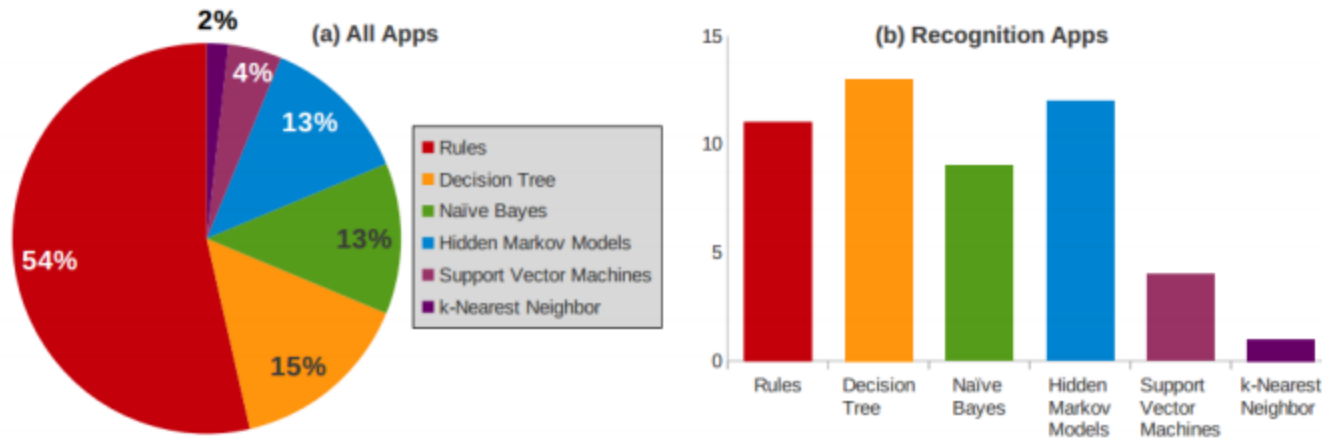 (a) All Apps
2%
4%
13%
13%
15%
54%
Rules
Decision Tree
Naïve Bayes
Hidden Markov Models
Support Vector Machines
k-Nearest Neighbor
(b) Recognition Apps
15
10
5
0
Rules
Decision
Tree
Naïve
Bayes
Hidden
Markov
Models
Support
Vector
Machines
k-Nearest
Neighbor